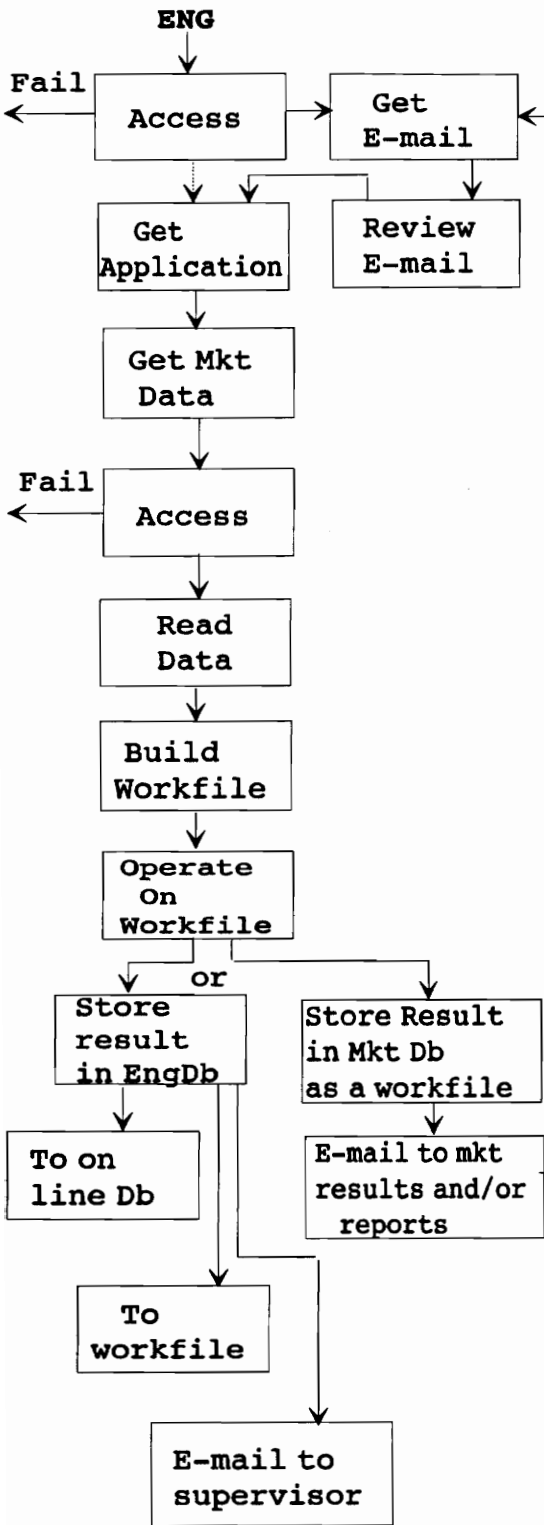 ENG
Fail
Access
Get
E-mail
Get
Application
Review
E-mail
Get Mkt
Data
Fail
Access
Read
Data
Build
Workfile
Operate
On
Workfile
or
Store
result
in EngDb
Store Result
in Mkt Db
as a workfile
To on
line Db
E-mail to mkt
results and/or
reports
To
workfile
E-mail to
supervisor